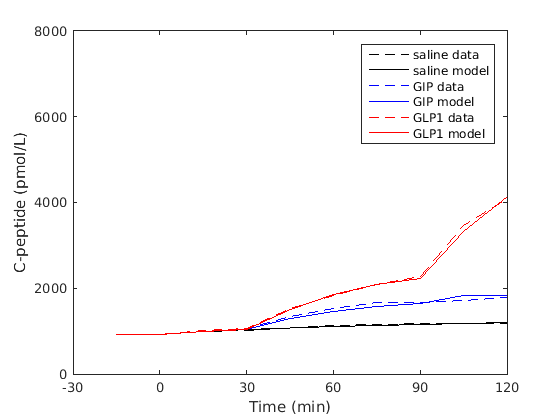 8000
6000
4000
2000
0
C-peptide (pmol/L)
saline data
saline model
GIP data
GIP model
GLP1 data
GLP1 model
-30 0 30 60 90 120
Time (min)